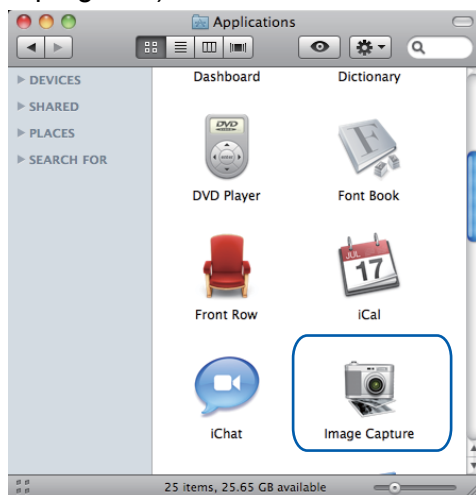 Applications
DEVICES
SHARED
PLACES
SEARCH FOR
Dashboard Dictionary
DVD
enter
F
DVD Player Font Book
JUL
17
Front Row iCal
iChat Image Capture
25 items, 25.65 GB available